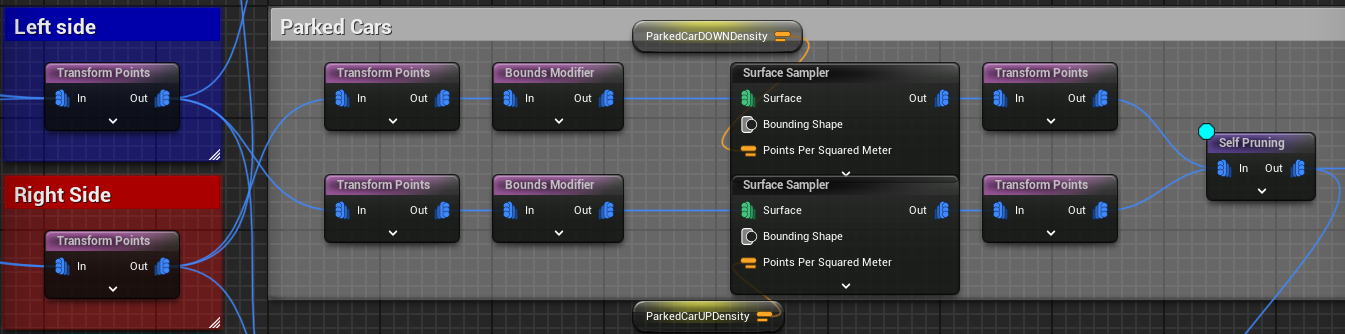 Left side
Transform Points
In Out
Right Side
Transform Points
In Out
Parked Cars
ParkedCarDOWNDensity
Transform Points
In Out
Bounds Modifier
In Out
Surface Sampler
Surface Out
Bounding Shape
Points Per Squared Meter
Transform Points
In Out
Transform Points
In Out
Bounds Modifier
In Out
Surface Sampler
Surface Out
Bounding Shape
Points Per Squared Meter
Transform Points
In Out
ParkedCarUPDensity
Self Pruning
In Out